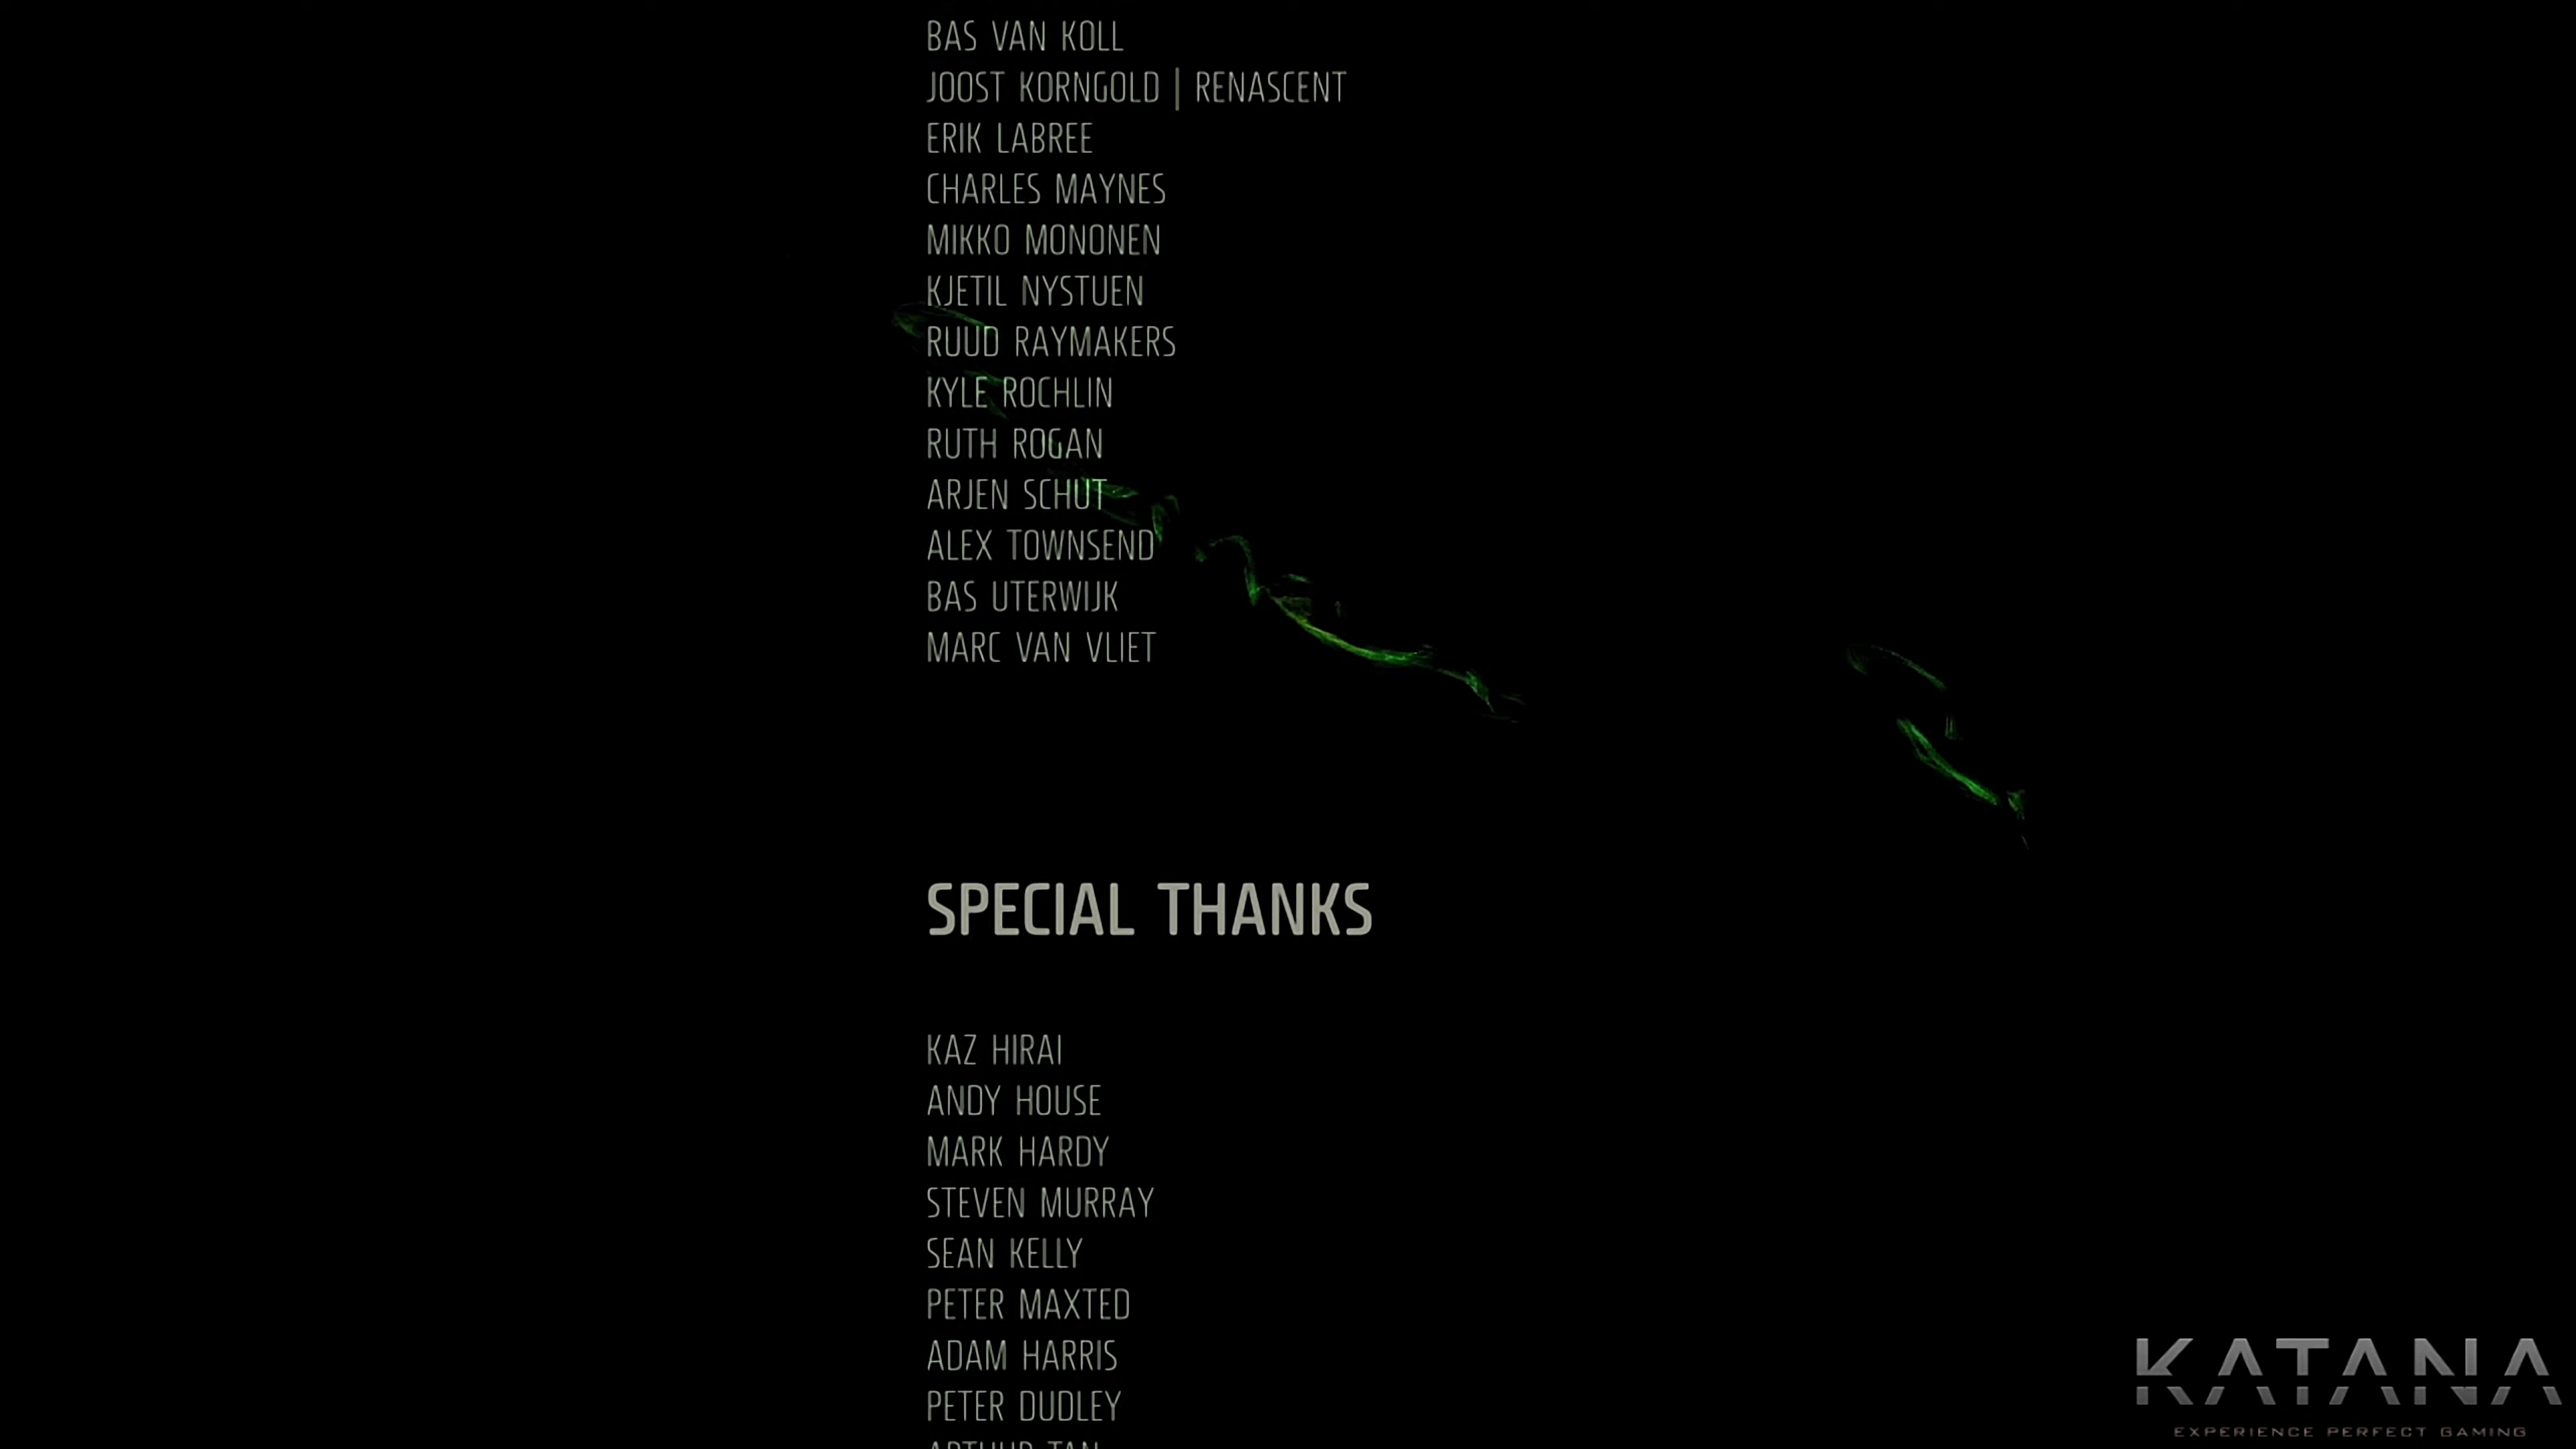 BAS VAN KOLL
JOOST KORNGOLD | RENASCENT
ERIK LABREE
CHARLES MAYNES
MIKKO MONONEN
KJETIL NYSTUEN
RUUD RAYMAKERS
KYLE ROCHLIN
RUTH ROGAN
ARJEN SCHUT
ALEX TOWNSEND
BAS UTERWIJK
MARC VAN VLIET
SPECIAL THANKS
KAZ HIRAI
ANDY HOUSE
MARK HARDY
STEVEN MURRAY
SEAN KELLY
PETER MAXTED
ADAM HARRIS
PETER DUDLEY
KATANA
EXPERIENCE PERFECT GAMING